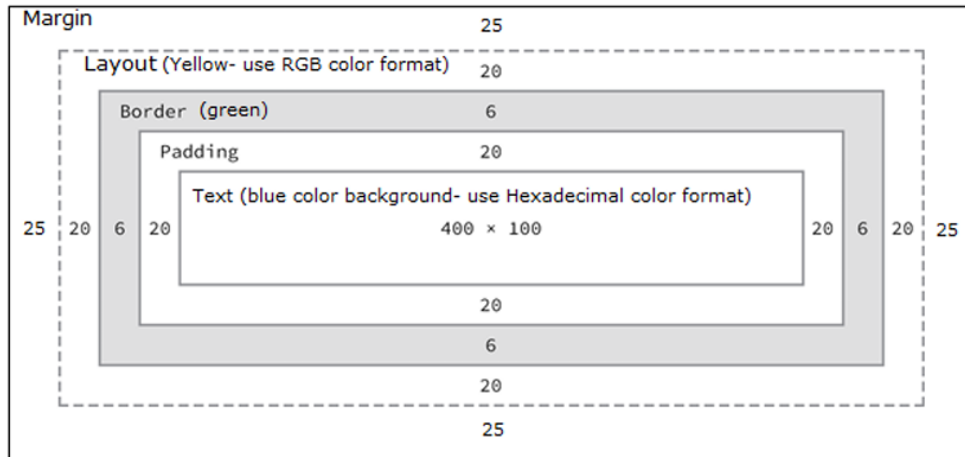 Margin
25
Layout (Yellow- use RGB color format)
20
Border (green)
6
Padding
20
Text (blue color background- use Hexadecimal color format)
25 20 6 20 400 × 100 20 6 20 25
20
6
20
25